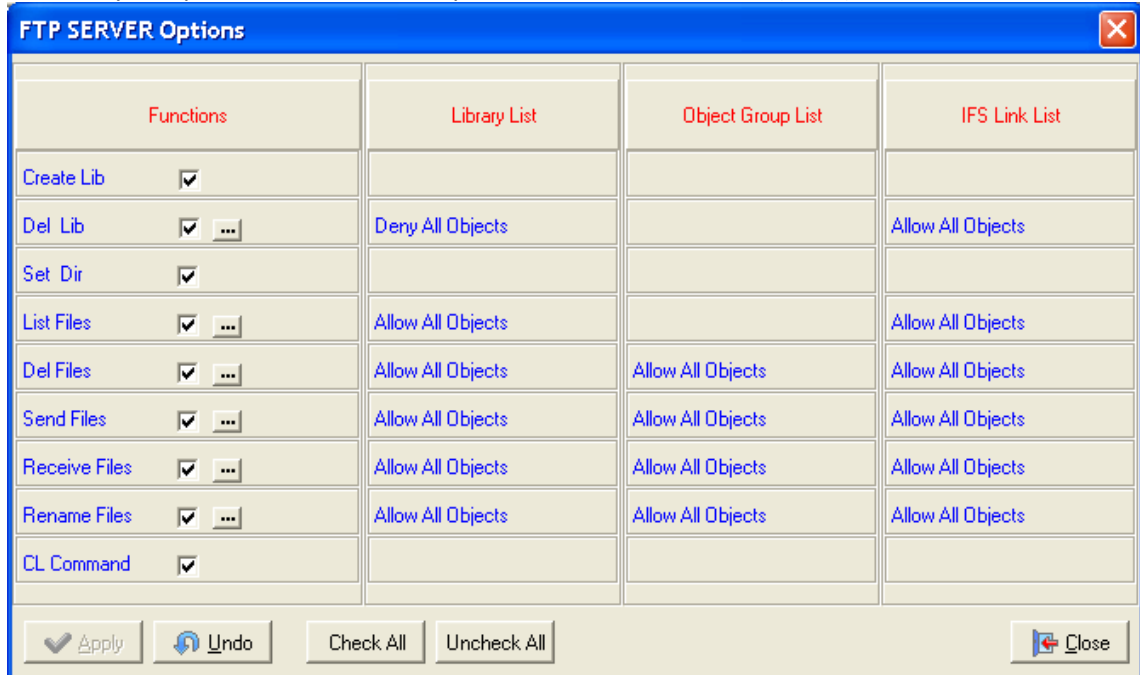 FTP SERVER Options
Functions Library List Object Group List IFS Link List
Create Lib
Del Lib ... Deny All Objects Allow All Objects
Set Dir
List Files ... Allow All Objects Allow All Objects
Del Files ... Allow All Objects Allow All Objects Allow All Objects
Send Files ... Allow All Objects Allow All Objects Allow All Objects
Receive Files ... Allow All Objects Allow All Objects Allow All Objects
Rename Files ... Allow All Objects Allow All Objects Allow All Objects
CL Command
Apply Undo Check All Uncheck All Close